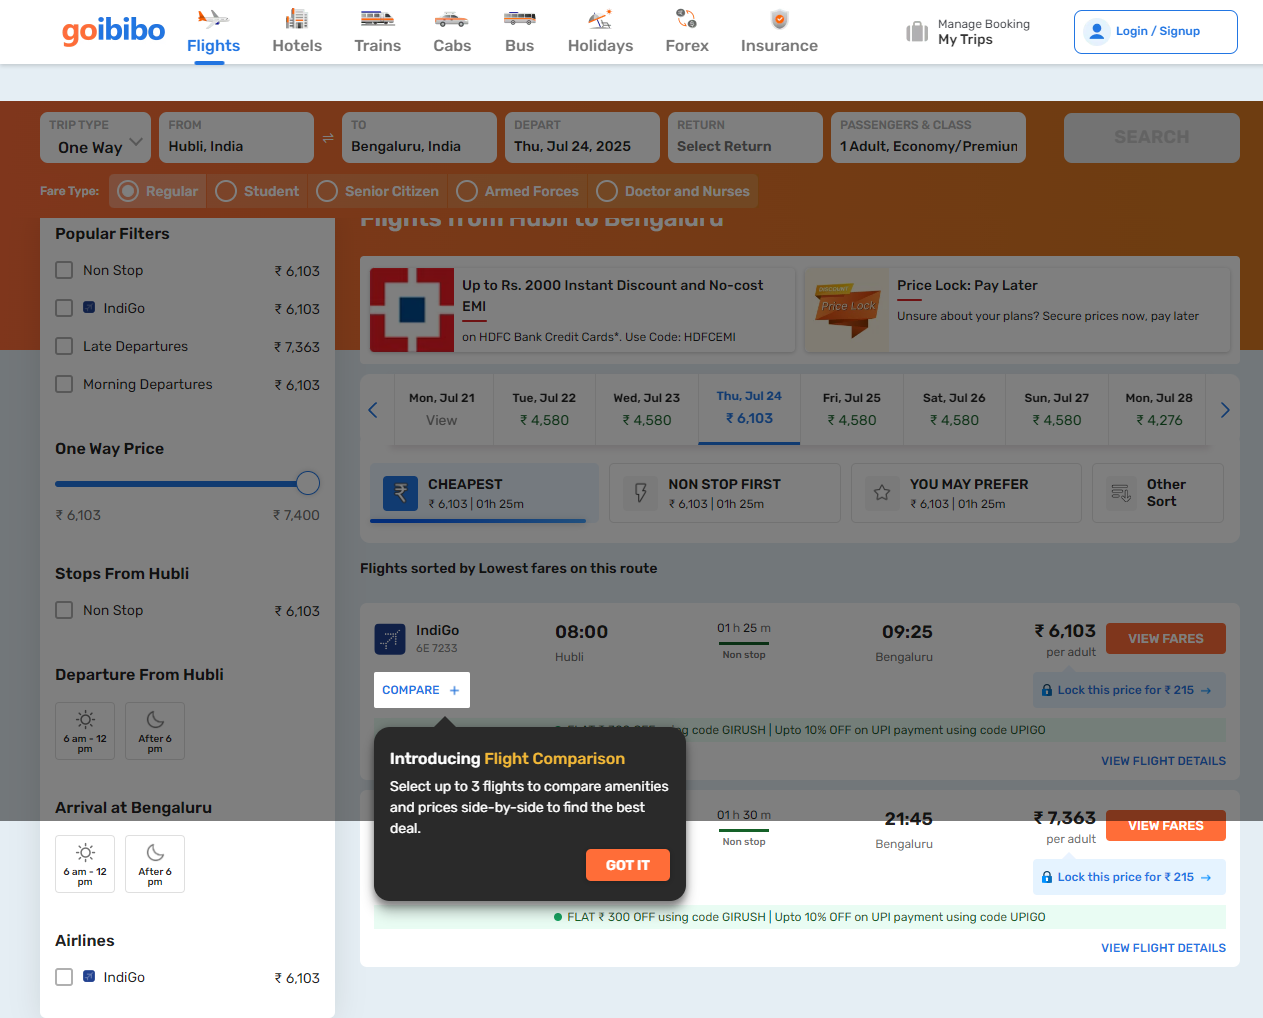 goibibo
Flights
Hotels
Trains
Cabs
Bus
Holidays
Forex
Insurance
Manage Booking
My Trips
Login / Signup
TRIP TYPE
One Way
FROM
Hubli, India
TO
Bengaluru, India
DEPART
Thu, Jul 24, 2025
RETURN
Select Return
PASSENGERS & CLASS
1 Adult, Economy/Premiun
SEARCH
Fare Type:
Regular
Student
Senior Citizen
Armed Forces
Doctor and Nurses
Popular Filters
Non Stop ₹ 6,103
IndiGo ₹ 6,103
Late Departures ₹ 7,363
Morning Departures ₹ 6,103
One Way Price
₹ 6,103 ₹ 7,400
Stops From Hubli
Non Stop ₹ 6,103
Departure From Hubli
6 am - 12
pm
After 6
pm
Arrival at Bengaluru
6 am - 12
pm
After 6
pm
Airlines
IndiGo ₹ 6,103
Flights from Hubli to Bengaluru
Up to Rs. 2000 Instant Discount and No-cost
EMI
on HDFC Bank Credit Cards*. Use Code: HDFCEMI
DISCOUNT
Price Lock
Price Lock: Pay Later
Unsure about your plans? Secure prices now, pay later
Mon, Jul 21
View
Tue, Jul 22
₹ 4,580
Wed, Jul 23
₹ 4,580
Thu, Jul 24
₹ 6,103
Fri, Jul 25
₹ 4,580
Sat, Jul 26
₹ 4,580
Sun, Jul 27
₹ 4,580
Mon, Jul 28
₹ 4,276
CHEAPEST
₹ 6,103 | 01h 25m
NON STOP FIRST
₹ 6,103 | 01h 25m
YOU MAY PREFER
₹ 6,103 | 01h 25m
Other
Sort
Flights sorted by Lowest fares on this route
IndiGo
6E 7233
08:00
Hubli
01 h 25 m
Non stop
09:25
Bengaluru
₹ 6,103
per adult
VIEW FARES
COMPARE +
Lock this price for ₹ 215 →
FLAT ₹ 300 OFF using code GIRUSH | Upto 10% OFF on UPI payment using code UPIGO
VIEW FLIGHT DETAILS
Introducing Flight Comparison
Select up to 3 flights to compare amenities
and prices side-by-side to find the best
deal.
GOT IT
01 h 30 m
Non stop
21:45
Bengaluru
₹ 7,363
per adult
VIEW FARES
Lock this price for ₹ 215 →
FLAT ₹ 300 OFF using code GIRUSH | Upto 10% OFF on UPI payment using code UPIGO
VIEW FLIGHT DETAILS